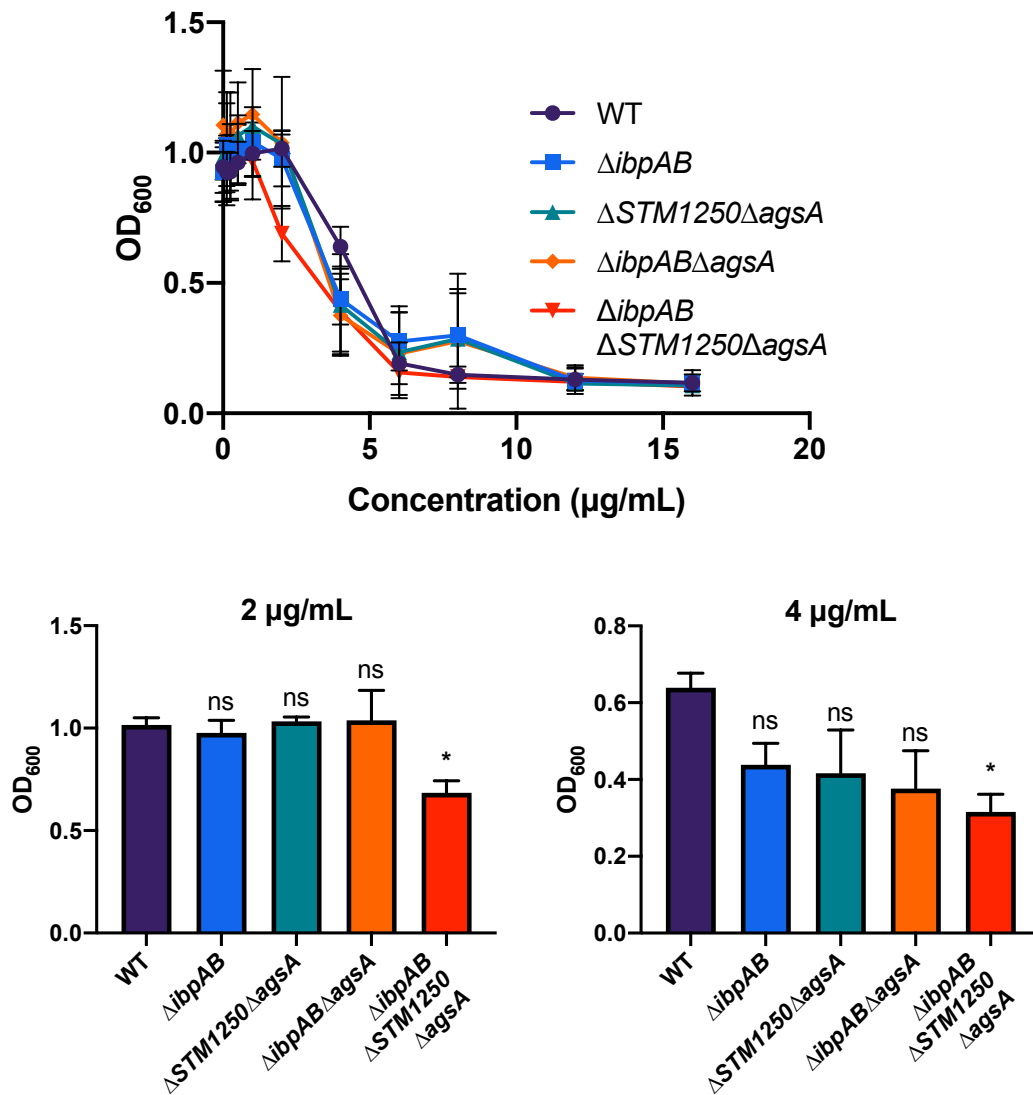 1.5
1.0
0.5
0.0
OD600
0
5
10
15
20
Concentration (µg/mL)
WT
ΔibpAB
ΔSTM1250ΔagsA
ΔibpABΔagsA
ΔibpAB
ΔSTM1250ΔagsA
2 µg/mL
1.5
1.0
0.5
0.0
OD600
ns
ns
ns
*
WT
ΔibpAB
ΔSTM1250ΔagsA
ΔibpABΔagsA
ΔibpAB
ΔSTM1250
ΔagsA
4 µg/mL
0.8
0.6
0.4
0.2
0.0
OD600
ns
ns
ns
*
WT
ΔibpAB
ΔSTM1250ΔagsA
ΔibpABΔagsA
ΔibpAB
ΔSTM1250
ΔagsA